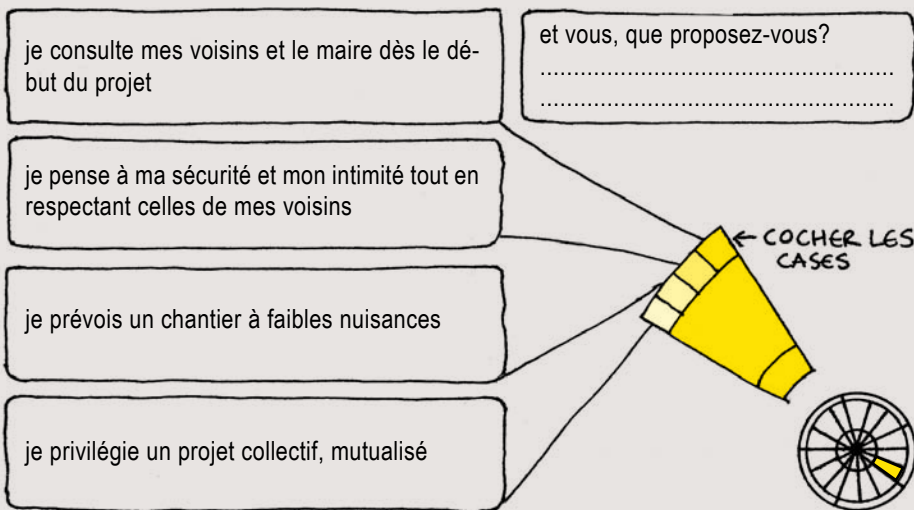 je consulte mes voisins et le maire dès le dé-
but du projet
et vous, que proposez-vous?
.....................................................
.....................................................
je pense à ma sécurité et mon intimité tout en
respectant celles de mes voisins
← COCHER LES
CASES
je prévois un chantier à faibles nuisances
je privilégie un projet collectif, mutualisé